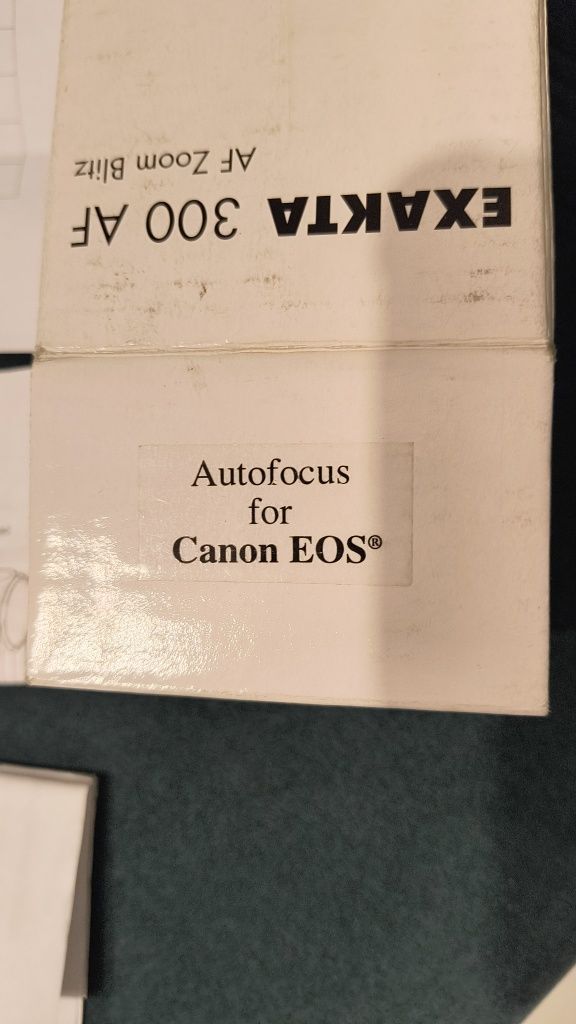 AF Zoom Blitz
EXAKTA 300 AF
Autofocus
for
Canon EOS®